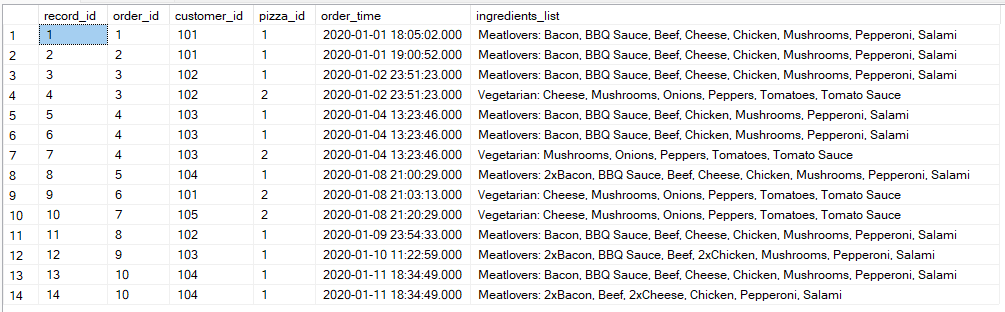 record_id order_id customer_id pizza_id order_time ingredients_list
1 1 1 101 1 2020-01-01 18:05:02.000 Meatlovers: Bacon, BBQ Sauce, Beef, Cheese, Chicken, Mushrooms, Pepperoni, Salami
2 2 2 101 1 2020-01-01 19:00:52.000 Meatlovers: Bacon, BBQ Sauce, Beef, Cheese, Chicken, Mushrooms, Pepperoni, Salami
3 3 3 102 1 2020-01-02 23:51:23.000 Meatlovers: Bacon, BBQ Sauce, Beef, Cheese, Chicken, Mushrooms, Pepperoni, Salami
4 4 3 102 2 2020-01-02 23:51:23.000 Vegetarian: Cheese, Mushrooms, Onions, Peppers, Tomatoes, Tomato Sauce
5 5 4 103 1 2020-01-04 13:23:46.000 Meatlovers: Bacon, BBQ Sauce, Beef, Chicken, Mushrooms, Pepperoni, Salami
6 6 4 103 1 2020-01-04 13:23:46.000 Meatlovers: Bacon, BBQ Sauce, Beef, Chicken, Mushrooms, Pepperoni, Salami
7 7 4 103 2 2020-01-04 13:23:46.000 Vegetarian: Mushrooms, Onions, Peppers, Tomatoes, Tomato Sauce
8 8 5 104 1 2020-01-08 21:00:29.000 Meatlovers: 2xBacon, BBQ Sauce, Beef, Cheese, Chicken, Mushrooms, Pepperoni, Salami
9 9 6 101 2 2020-01-08 21:03:13.000 Vegetarian: Cheese, Mushrooms, Onions, Peppers, Tomatoes, Tomato Sauce
10 10 7 105 2 2020-01-08 21:20:29.000 Vegetarian: Cheese, Mushrooms, Onions, Peppers, Tomatoes, Tomato Sauce
11 11 8 102 1 2020-01-09 23:54:33.000 Meatlovers: Bacon, BBQ Sauce, Beef, Cheese, Chicken, Mushrooms, Pepperoni, Salami
12 12 9 103 1 2020-01-10 11:22:59.000 Meatlovers: 2xBacon, BBQ Sauce, Beef, 2xChicken, Mushrooms, Pepperoni, Salami
13 13 10 104 1 2020-01-11 18:34:49.000 Meatlovers: Bacon, BBQ Sauce, Beef, Cheese, Chicken, Mushrooms, Pepperoni, Salami
14 14 10 104 1 2020-01-11 18:34:49.000 Meatlovers: 2xBacon, Beef, 2xCheese, Chicken, Pepperoni, Salami